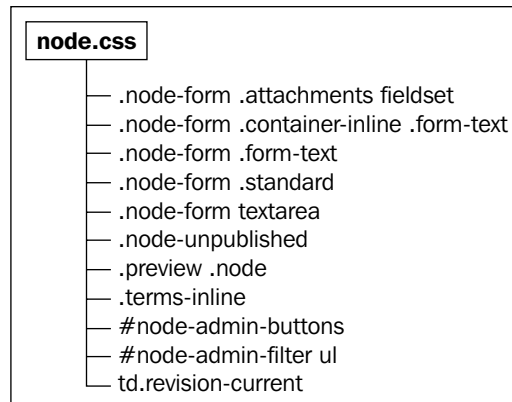 node.css
.node-form .attachments fieldset
.node-form .container-inline .form-text
.node-form .form-text
.node-form .standard
.node-form textarea
.node-unpublished
.preview .node
.terms-inline
#node-admin-buttons
#node-admin-filter ul
td.revision-current